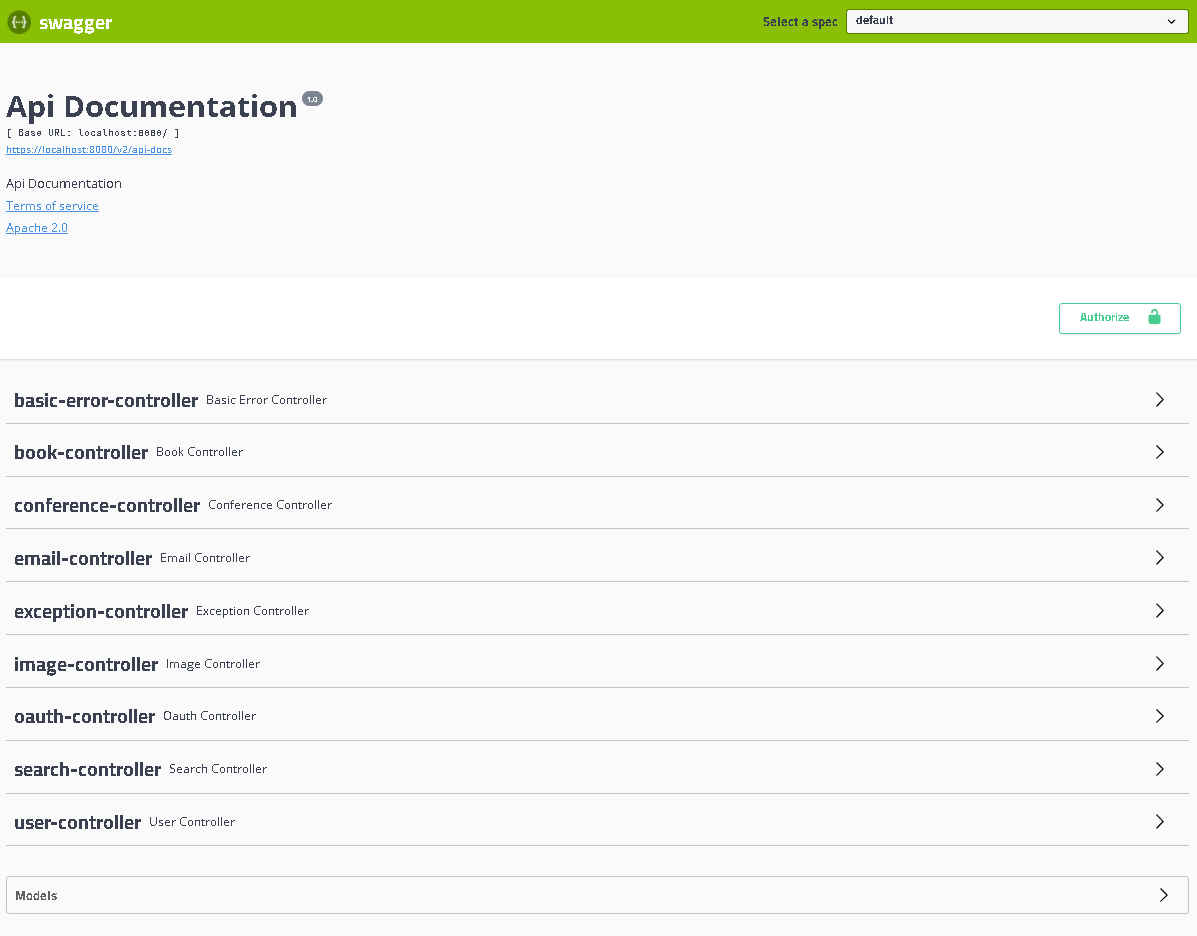 swagger
Select a spec default
Api Documentation 1.0
[ Base URL: localhost:8080/ ]
https://localhost:8080/v2/api-docs
Api Documentation
Terms of service
Apache 2.0
Authorize
basic-error-controller Basic Error Controller
book-controller Book Controller
conference-controller Conference Controller
email-controller Email Controller
exception-controller Exception Controller
image-controller Image Controller
oauth-controller Oauth Controller
search-controller Search Controller
user-controller User Controller
Models